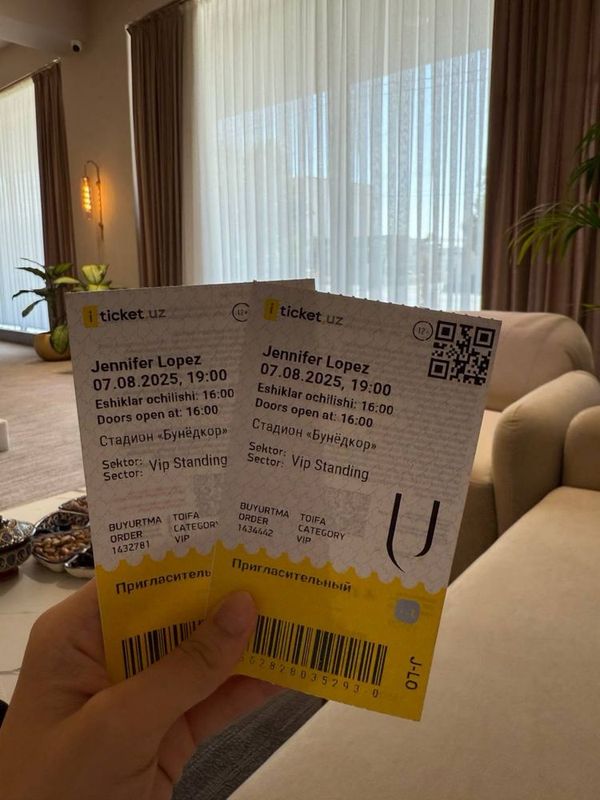 iticket.uz
12+
Jennifer Lopez
07.08.2025, 19:00
Eshiklar ochilishi: 16:00
Doors open at: 16:00
Стадион «Бунёдкор»
Sektor:
Sector: Vip Standing
BUYURTMA TOIFA
ORDER CATEGORY
1432781 VIP
Пригласитель
iticket.uz
12+
Jennifer Lopez
07.08.2025, 19:00
Eshiklar ochilishi: 16:00
Doors open at: 16:00
Стадион «Бунёдкор»
Sektor:
Sector: Vip Standing
BUYURTMA TOIFA
ORDER CATEGORY
1434442 VIP
Пригласительный
J-LO